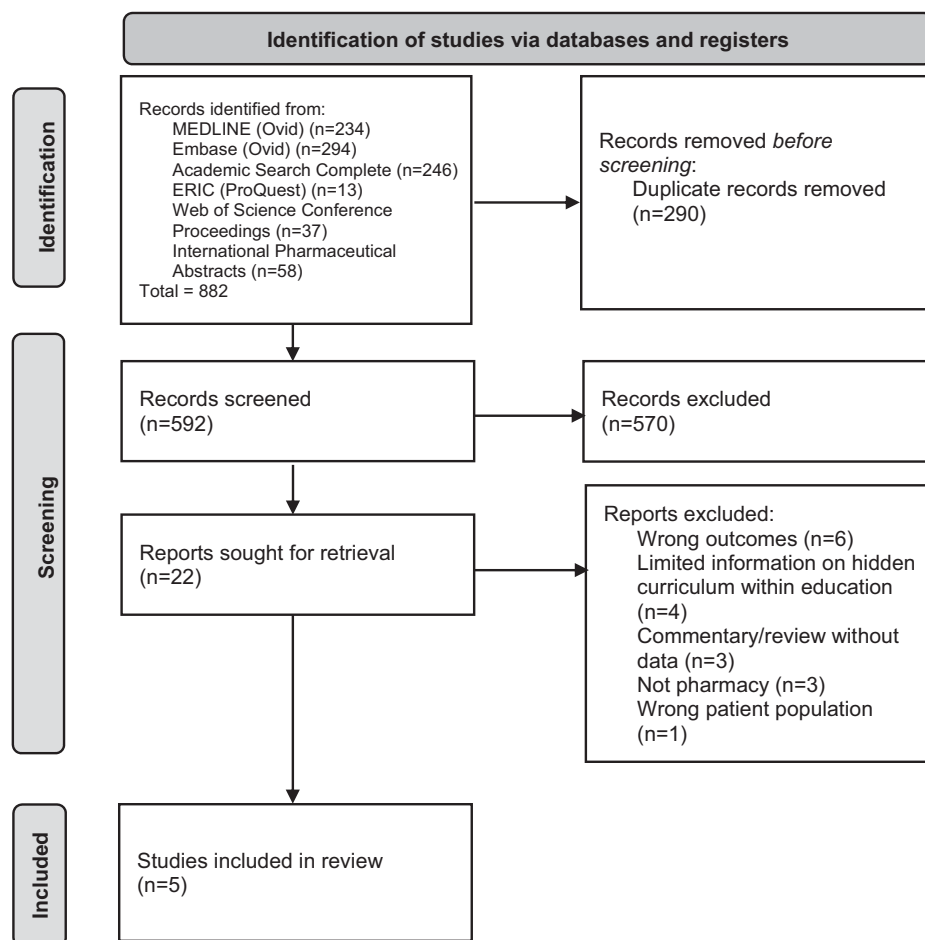 Identification of studies via databases and registers
Identification
Records identified from:
MEDLINE (Ovid) (n=234)
Embase (Ovid) (n=294)
Academic Search Complete (n=246)
ERIC (ProQuest) (n=13)
Web of Science Conference
Proceedings (n=37)
International Pharmaceutical
Abstracts (n=58)
Total = 882
Records removed before
screening:
Duplicate records removed
(n=290)
Screening
Records screened
(n=592)
Records excluded
(n=570)
Reports sought for retrieval
(n=22)
Reports excluded:
Wrong outcomes (n=6)
Limited information on hidden
curriculum within education
(n=4)
Commentary/review without
data (n=3)
Not pharmacy (n=3)
Wrong patient population
(n=1)
Included
Studies included in review
(n=5)